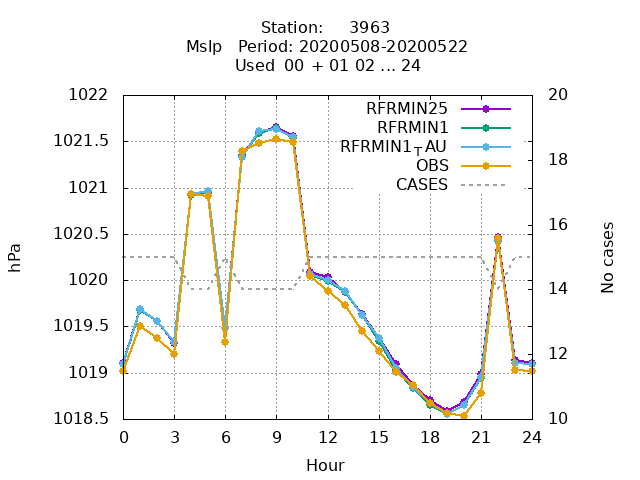 Station: 3963
Mslp Period: 20200508-20200522
Used 00 + 01 02 ... 24
1022 20
RFRMIN25
RFRMIN1
1021.5
RFRMIN1TAU
18
OBS
1021
CASES
1020.5
16
hPa
No cases
1020
14
1019.5
12
1019
1018.5 10
0 3 6 9 12 15 18 21 24
Hour